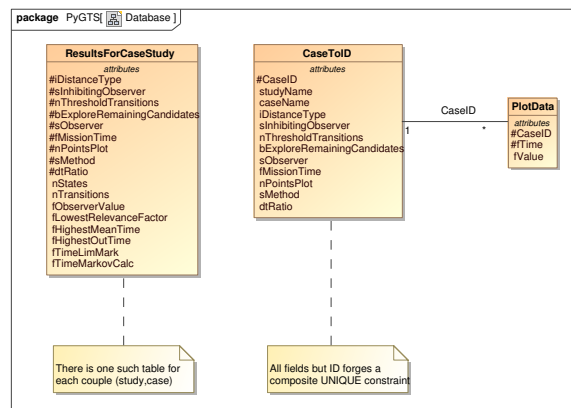 package PyGTS[ Database ]
ResultsForCaseStudy
attributes
#iDistanceType
#sInhibitingObserver
#nThresholdTransitions
#bExploreRemainingCandidates
#sObserver
#fMissionTime
#nPointsPlot
#sMethod
#dtRatio
nStates
nTransitions
fObserverValue
fLowestRelevanceFactor
fHighestMeanTime
fHighestOutTime
fTimeLimMark
fTimeMarkovCalc
There is one such table for
each couple (study,case)
CaseToID
attributes
#CaseID
studyName
caseName
iDistanceType
sInhibitingObserver
nThresholdTransitions
bExploreRemainingCandidates
sObserver
fMissionTime
nPointsPlot
sMethod
dtRatio
All fields but ID forges a
composite UNIQUE constraint
CaseID
1
*
PlotData
attributes
#CaseID
#fTime
fValue